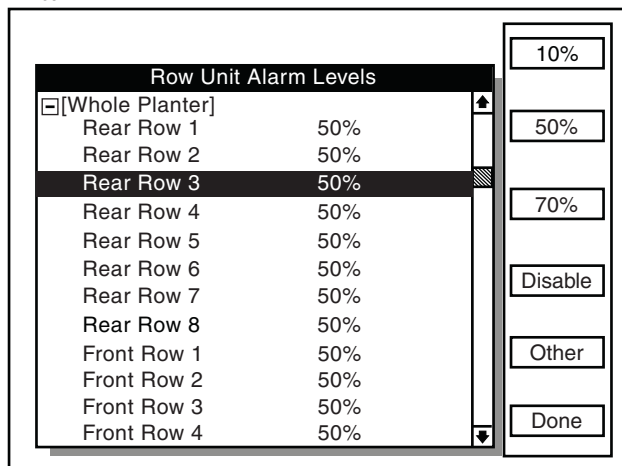 Row Unit Alarm Levels
[Whole Planter]
Rear Row 1 50%
Rear Row 2 50%
Rear Row 3 50%
Rear Row 4 50%
Rear Row 5 50%
Rear Row 6 50%
Rear Row 7 50%
Rear Row 8 50%
Front Row 1 50%
Front Row 2 50%
Front Row 3 50%
Front Row 4 50%
10%
50%
70%
Disable
Other
Done